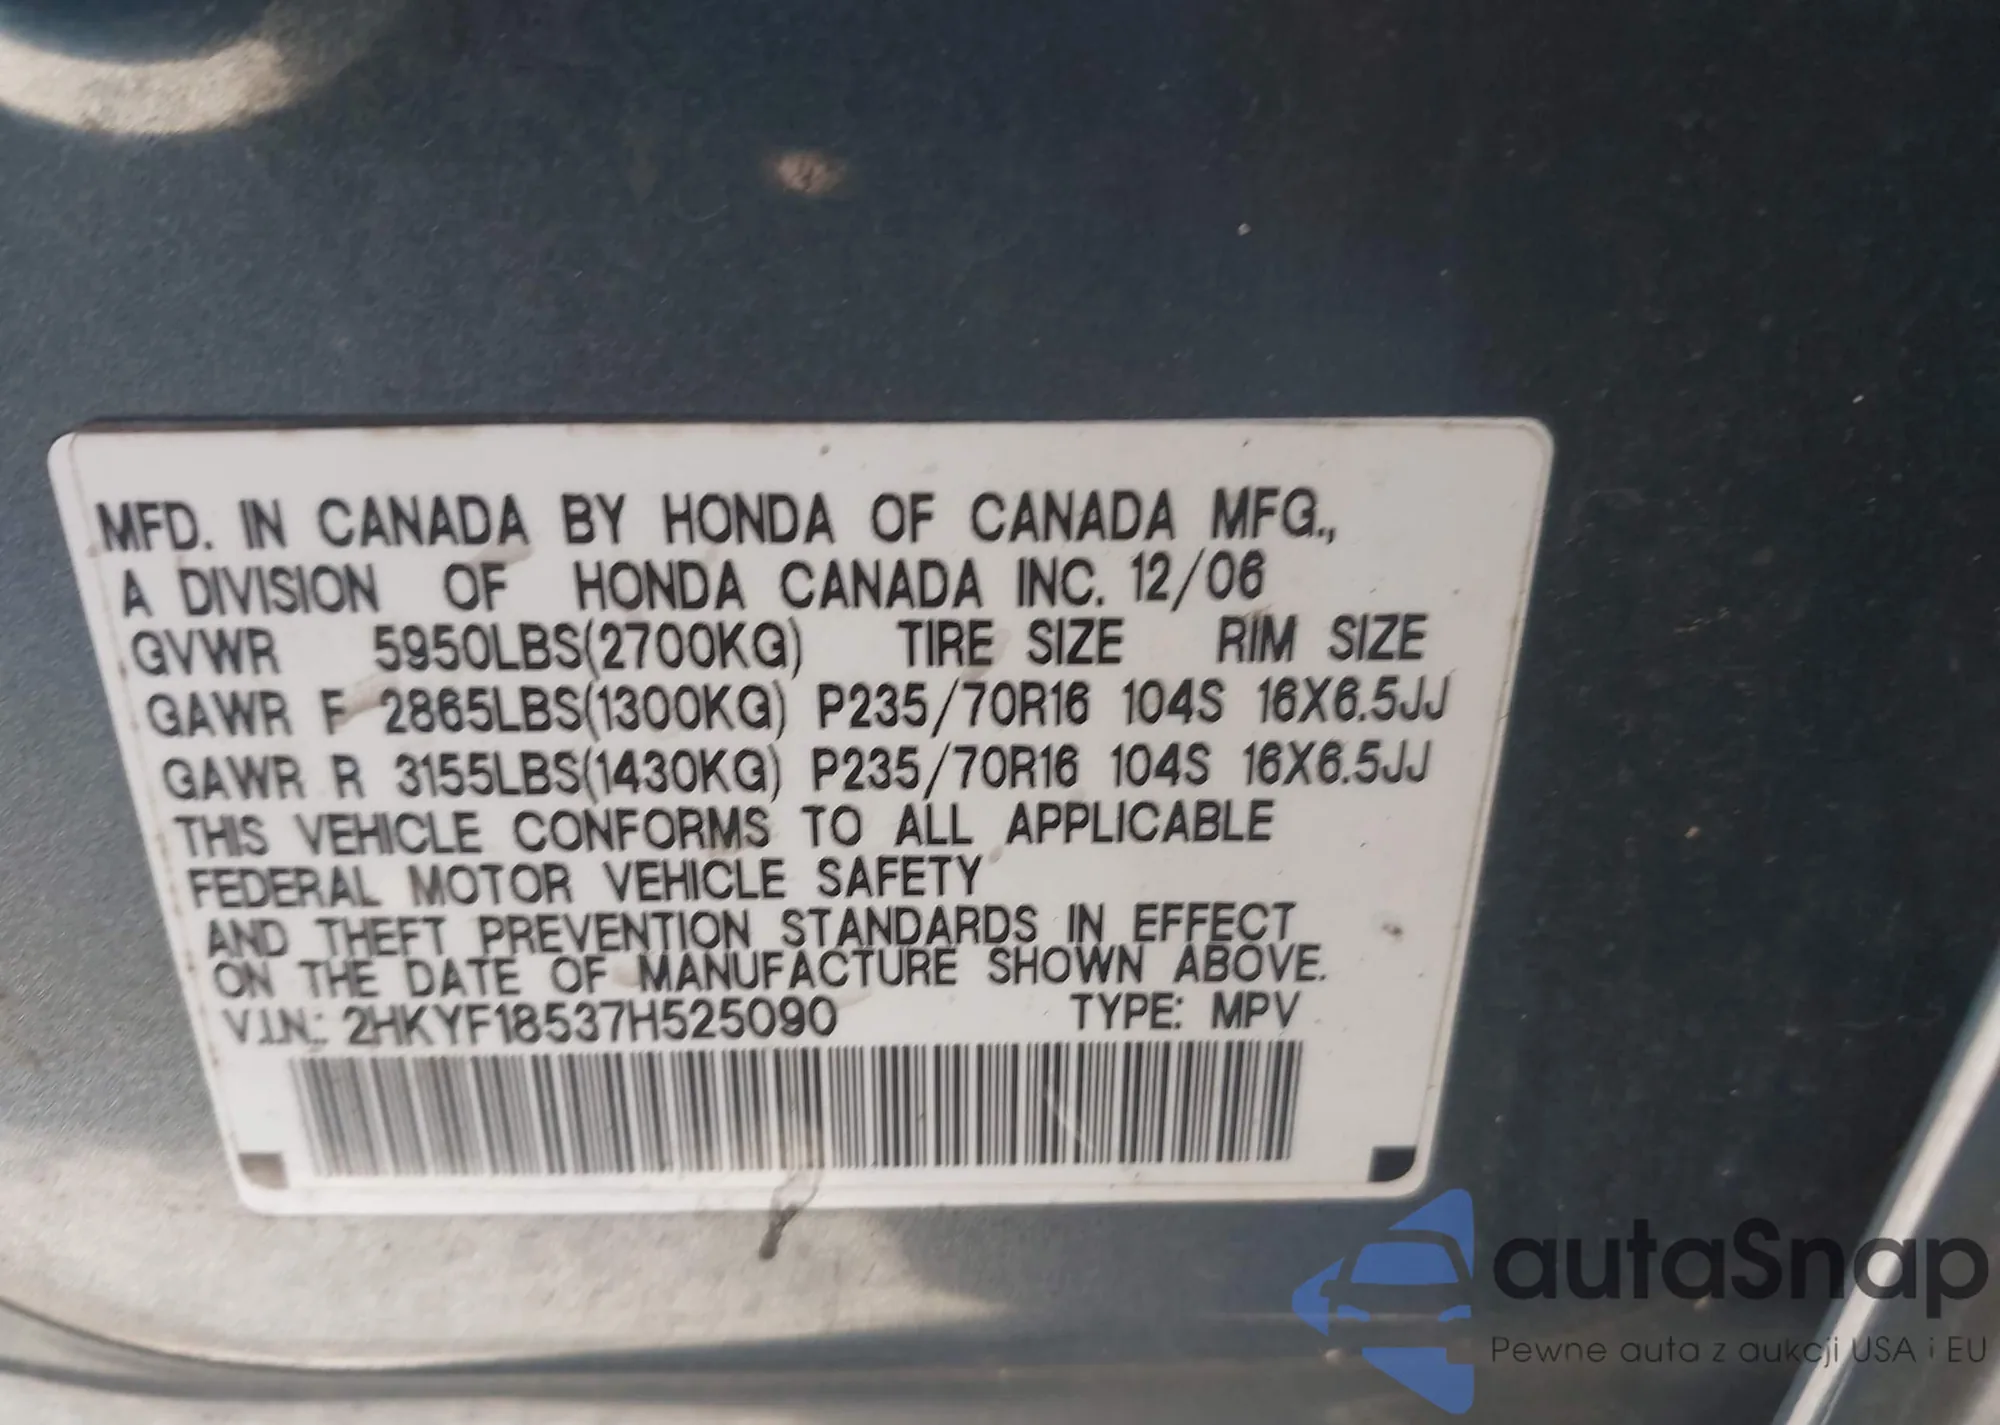 MFD. IN CANADA BY HONDA OF CANADA MFG.,
A DIVISION OF HONDA CANADA INC. 12/06
GVWR 5950LBS(2700KG) TIRE SIZE RIM SIZE
GAWR F 2865LBS(1300KG) P235/70R16 104S 16X6.5JJ
GAWR R 3155LBS(1430KG) P235/70R16 104S 16X6.5JJ
THIS VEHICLE CONFORMS TO ALL APPLICABLE
FEDERAL MOTOR VEHICLE SAFETY
AND THEFT PREVENTION STANDARDS IN EFFECT
ON THE DATE OF MANUFACTURE SHOWN ABOVE.
V.I.N.: 2HKYF18537H525090 TYPE: MPV
autaSnap
Pewne auta z aukcji USA i EU